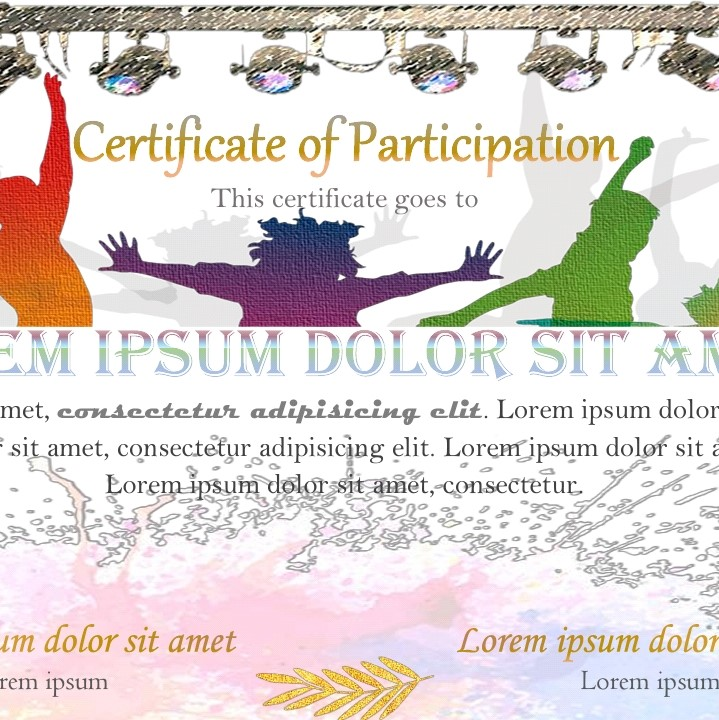 Certificate of Participation
This certificate goes to
EM IPSUM DOLOR SIT AM
met, consectetur adipisicing elit. Lorem ipsum dolor
sit amet, consectetur adipisicing elit. Lorem ipsum dolor sit a
Lorem ipsum dolor sit amet, consectetur.
um dolor sit amet Lorem ipsum dolor
rem ipsum Lorem ipsum